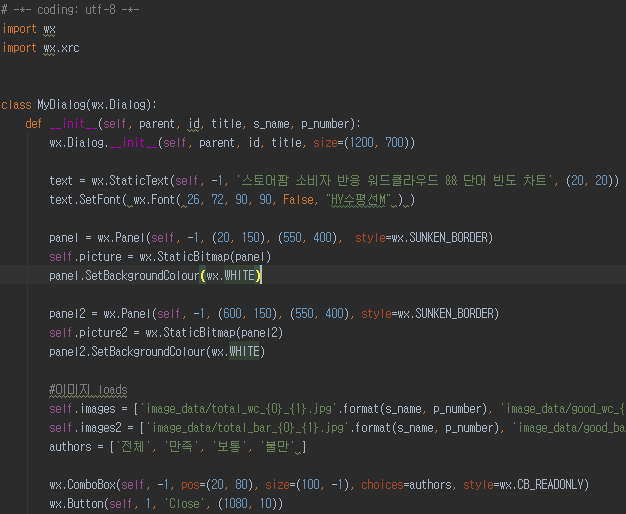 # -*- coding: utf-8 -*-
import wx
import wx.xrc
class MyDialog(wx.Dialog):
def __init__(self, parent, id, title, s_name, p_number):
wx.Dialog.__init__(self, parent, id, title, size=(1200, 700))
text = wx.StaticText(self, -1, '스토어팜 소비자 반응 워드클라우드 && 단어 빈도 차트', (20, 20))
text.SetFont( wx.Font( 26, 72, 90, 90, False, "HY수평선M" ) )
panel = wx.Panel(self, -1, (20, 150), (550, 400),  style=wx.SUNKEN_BORDER)
self.picture = wx.StaticBitmap(panel)
panel.SetBackgroundColour(wx.WHITE)
panel2 = wx.Panel(self, -1, (600, 150), (550, 400), style=wx.SUNKEN_BORDER)
self.picture2 = wx.StaticBitmap(panel2)
panel2.SetBackgroundColour(wx.WHITE)
#이미지 loads
self.images = ['image_data/total_wc_{0}_{1}.jpg'.format(s_name, p_number), 'image_data/good_wc_{
self.images2 = ['image_data/total_bar_{0}_{1}.jpg'.format(s_name, p_number), 'image_data/good_ba
authors = ['전체', '만족', '보통', '불만' ]
wx.ComboBox(self, -1, pos=(20, 80), size=(100, -1), choices=authors, style=wx.CB_READONLY)
wx.Button(self, 1, 'Close', (1080, 10))